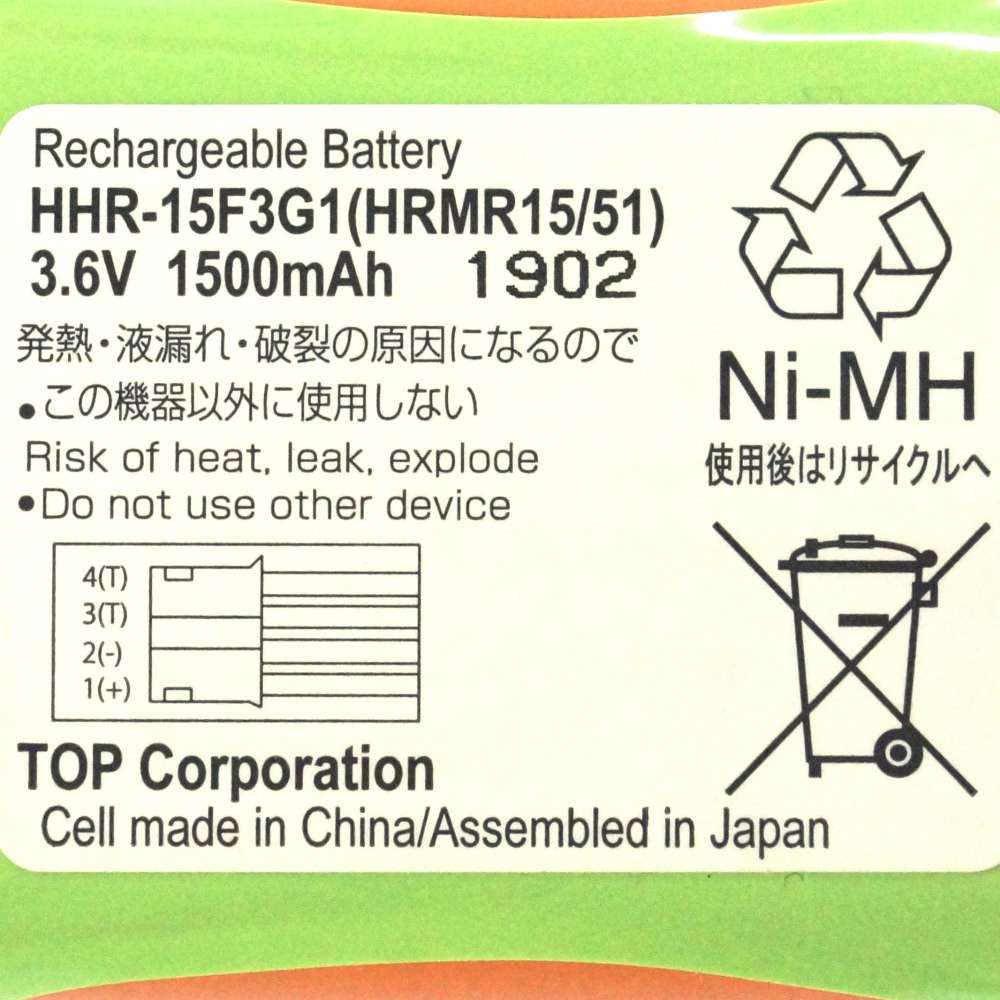 Rechargeable Battery
HHR-15F3G1(HRMR15/51)
3.6V 1500mAh 1902
発熱・液漏れ・破裂の原因になるので
●この機器以外に使用しない
Risk of heat, leak, explode
●Do not use other device
Ni-MH
使用後はリサイクルへ
4(T)
3(T)
2(-)
1(+)
TOP Corporation
Cell made in China/Assembled in Japan